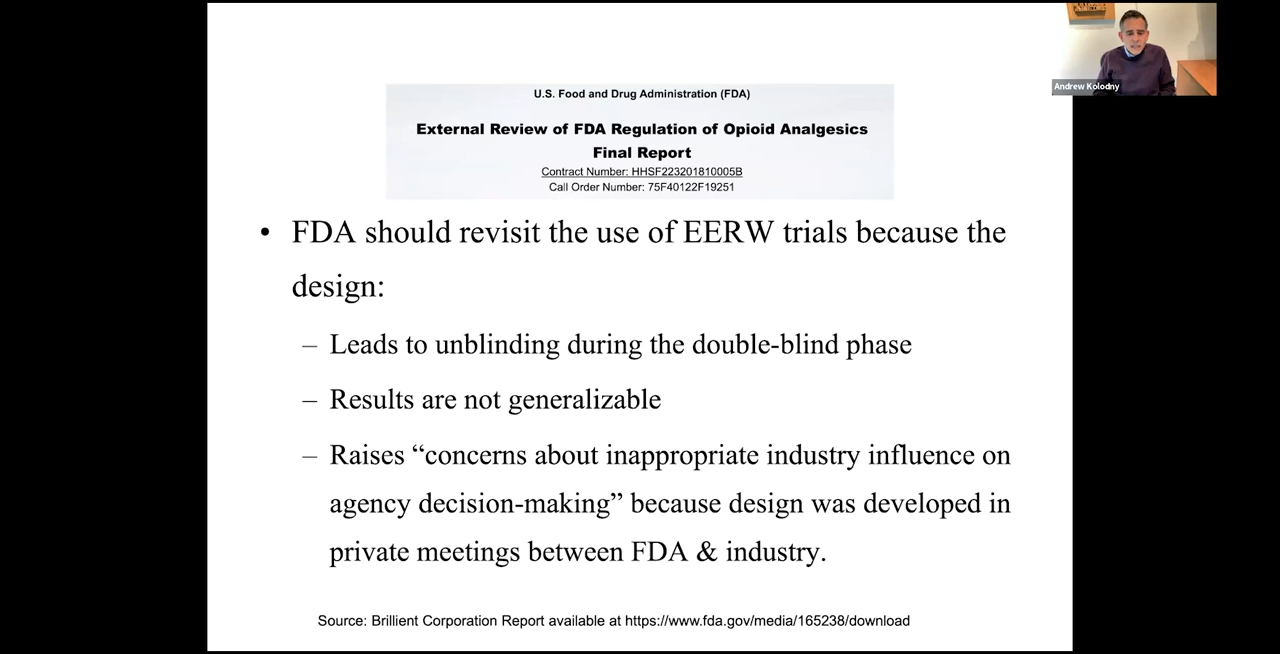 Andrew Kolodny
U.S. Food and Drug Administration (FDA)
External Review of FDA Regulation of Opioid Analgesics
Final Report
Contract Number: HHSF223201810005B
Call Order Number: 75F40122F19251
• FDA should revisit the use of EERW trials because the
design:
– Leads to unblinding during the double-blind phase
– Results are not generalizable
– Raises “concerns about inappropriate industry influence on
agency decision-making” because design was developed in
private meetings between FDA & industry.
Source: Brillient Corporation Report available at https://www.fda.gov/media/165238/download